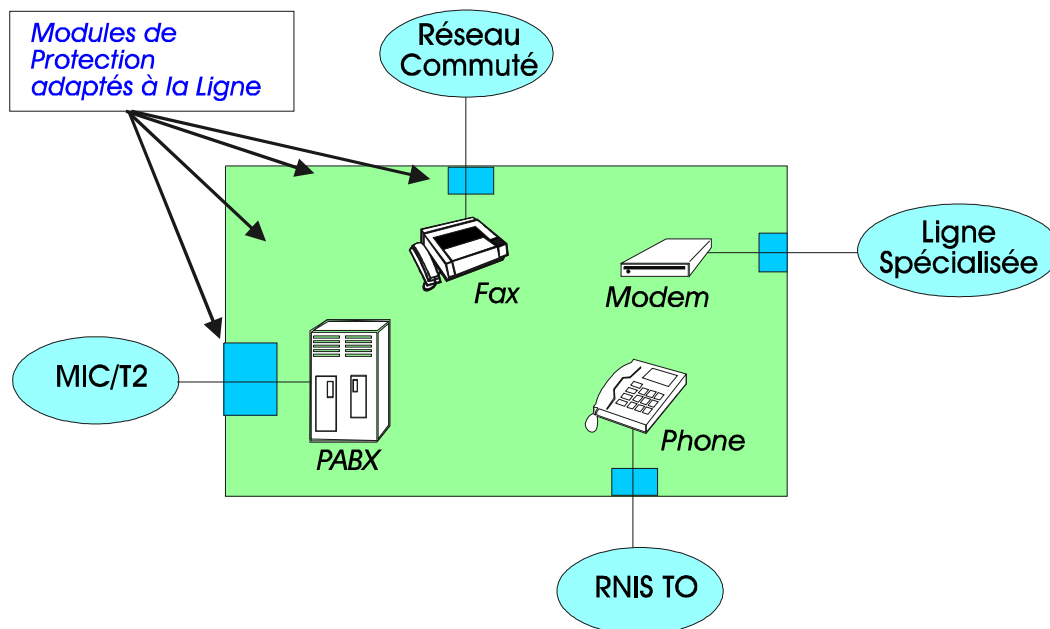 Modules de
Protection
adaptés à la Ligne
Réseau
Commuté
Ligne
Spécialisée
Fax
Modem
MIC/T2
PABX
Phone
RNIS TO